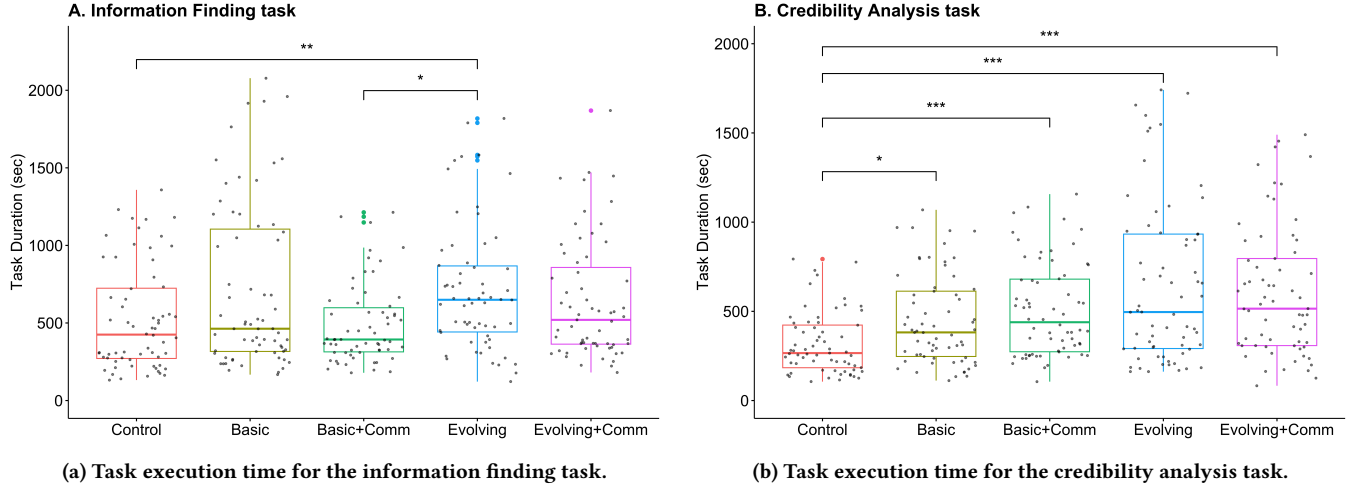 A. Information Finding task
**
*
2000
1500
1000
500
0
Task Duration (sec)
Control Basic Basic+Comm Evolving Evolving+Comm
(a) Task execution time for the information finding task.
B. Credibility Analysis task
***
***
***
*
2000
1500
1000
500
0
Task Duration (sec)
Control Basic Basic+Comm Evolving Evolving+Comm
(b) Task execution time for the credibility analysis task.